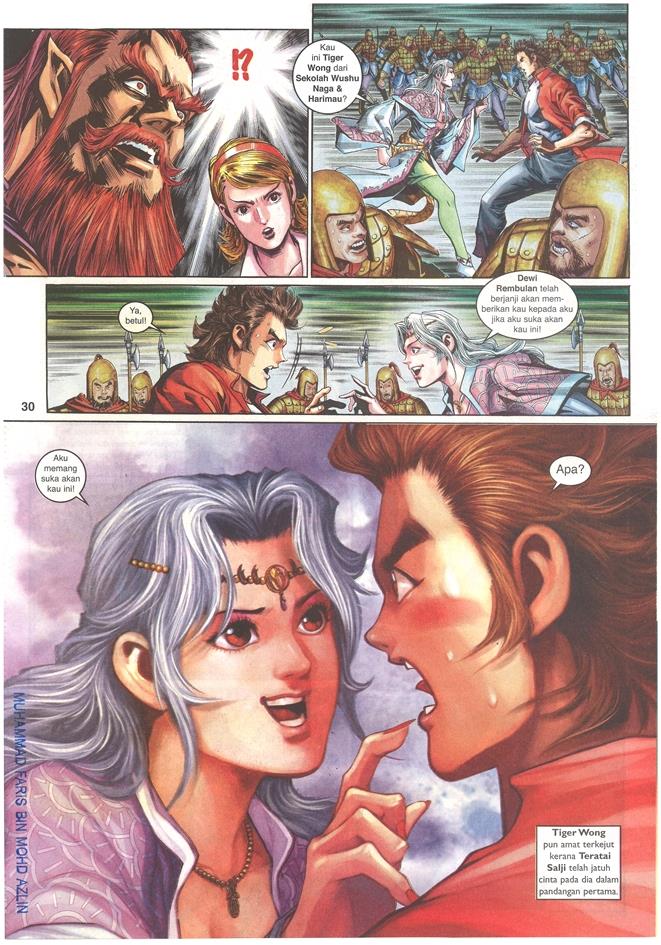 !?
Kau
ini Tiger
Wong dari
Sekolah Wushu
Naga &
Harimau?
Ya,
betul!
Dewi
Rembulan telah
berjanji akan mem-
berikan kau kepada aku
jika aku suka akan
kau ini!
30
Aku
memang
suka akan
kau ini!
Apa?
Tiger Wong
pun amat terkejut
kerana Teratai
Salji telah jatuh
cinta pada dia dalam
pandangan pertama.
MUHAMMAD FARIS BIN MOHD AZLIN